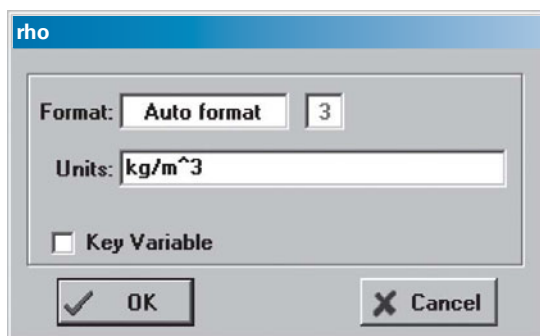 rho
Format: Auto format 3
Units: kg/m^3
Key Variable
OK Cancel